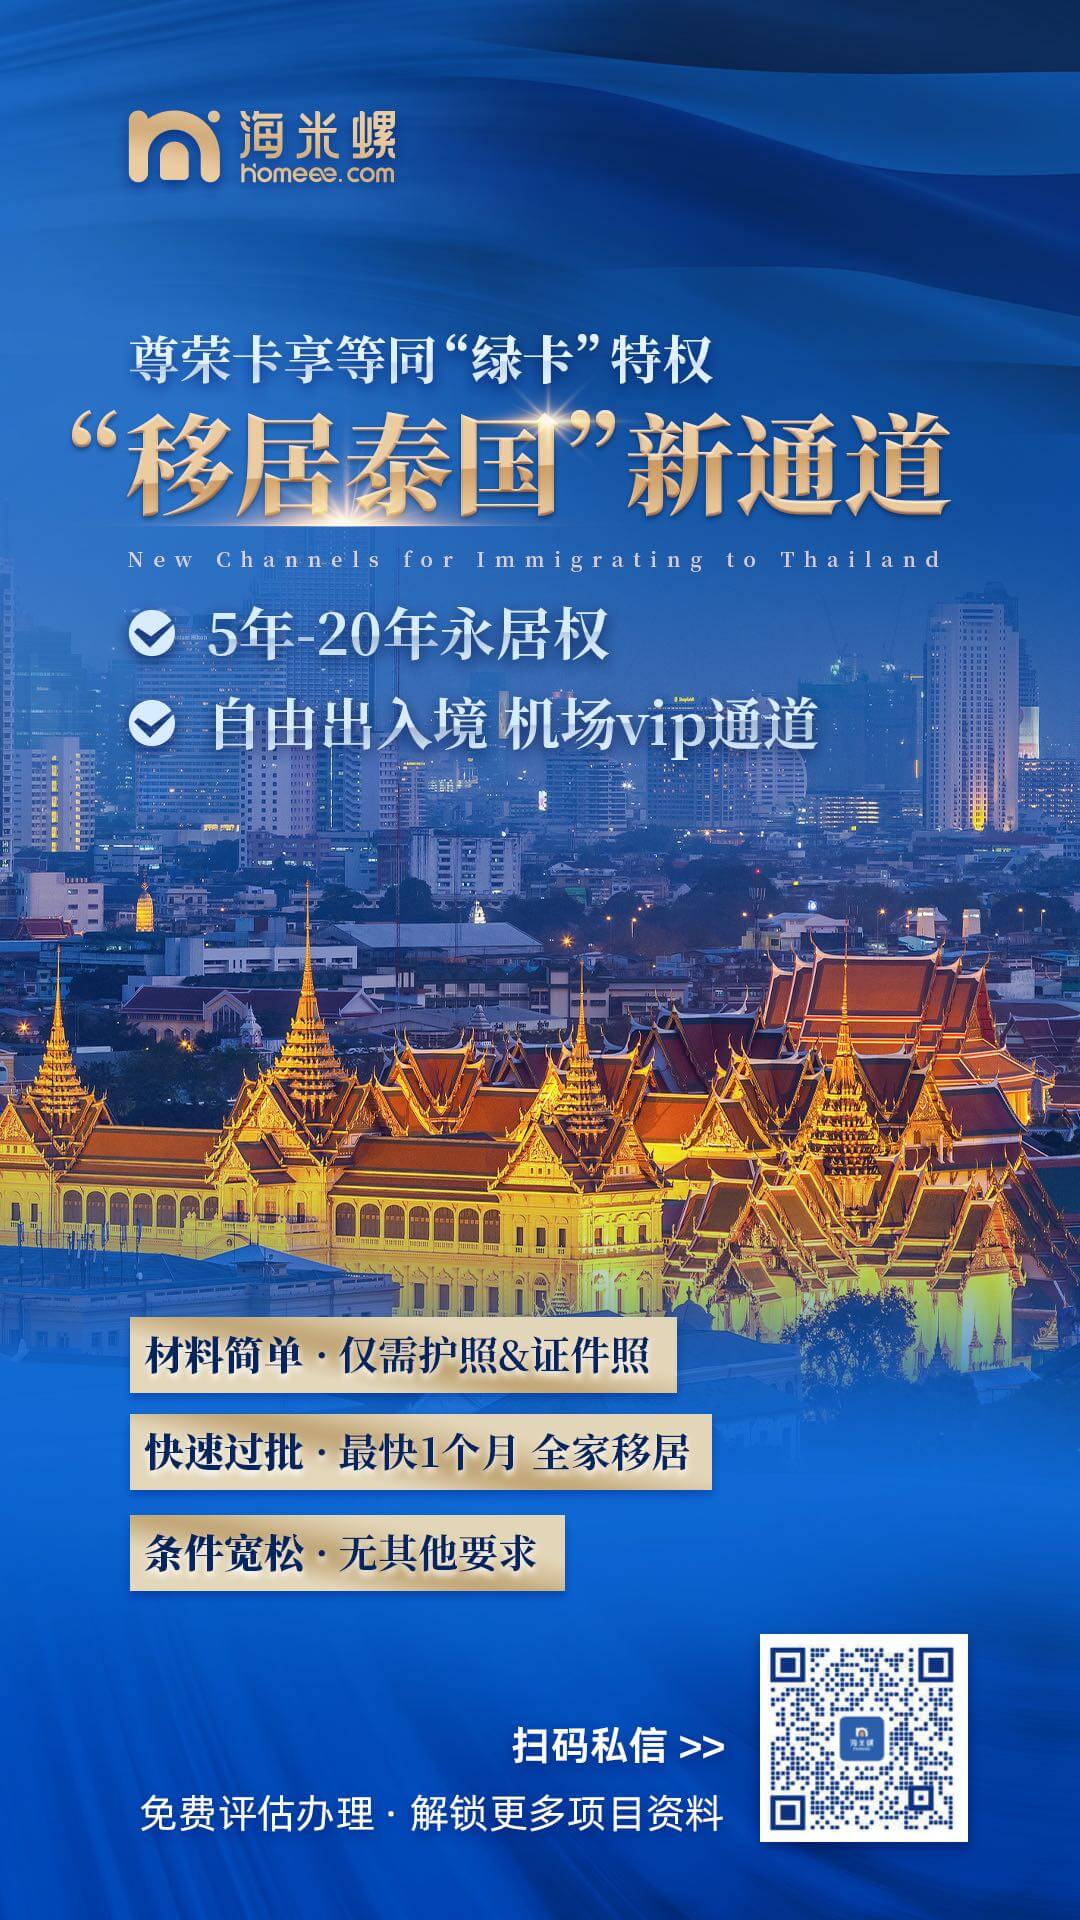 海米螺
homeee.com
尊荣卡享等同“绿卡”特权
“移居泰国”新通道
New Channels for Immigrating to Thailand
5年-20年永居权
自由出入境 机场vip通道
材料简单·仅需护照&证件照
快速过批·最快1个月 全家移居
条件宽松·无其他要求
扫码私信 >>
免费评估办理·解锁更多项目资料
海米螺